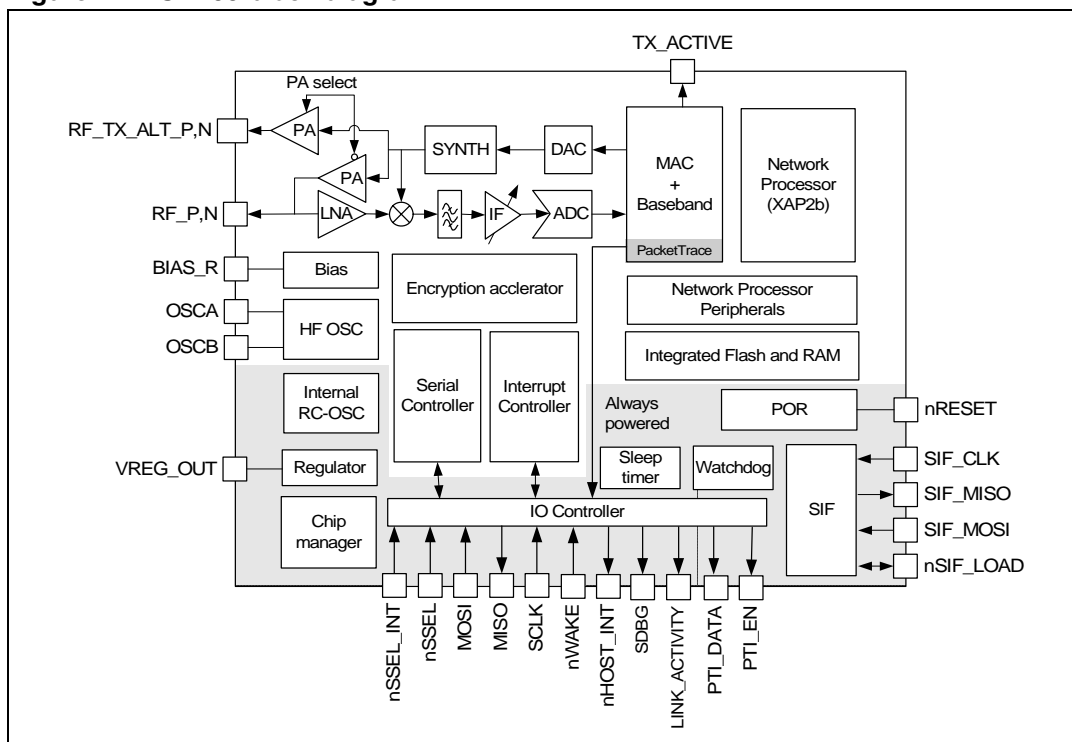 TX_ACTIVE
PA select
RF_TX_ALT_P,N
PA
SYNTH
DAC
MAC
+
Baseband
Network
Processor
(XAP2b)
PA
RF_P,N
LNA
IF
ADC
PacketTrace
BIAS_R
Bias
Encryption acclerator
Network Processor
Peripherals
OSCA
HF OSC
OSCB
Integrated Flash and RAM
Serial
Controller
Interrupt
Controller
Internal
RC-OSC
Always
powered
POR
nRESET
VREG_OUT
Regulator
Sleep
timer
Watchdog
SIF
SIF_CLK
SIF_MISO
SIF_MOSI
nSIF_LOAD
Chip
manager
IO Controller
nSSEL_INT
nSSEL
MOSI
MISO
SCLK
nWAKE
nHOST_INT
SDBG
LINK_ACTIVITY
PTI_DATA
PTI_EN